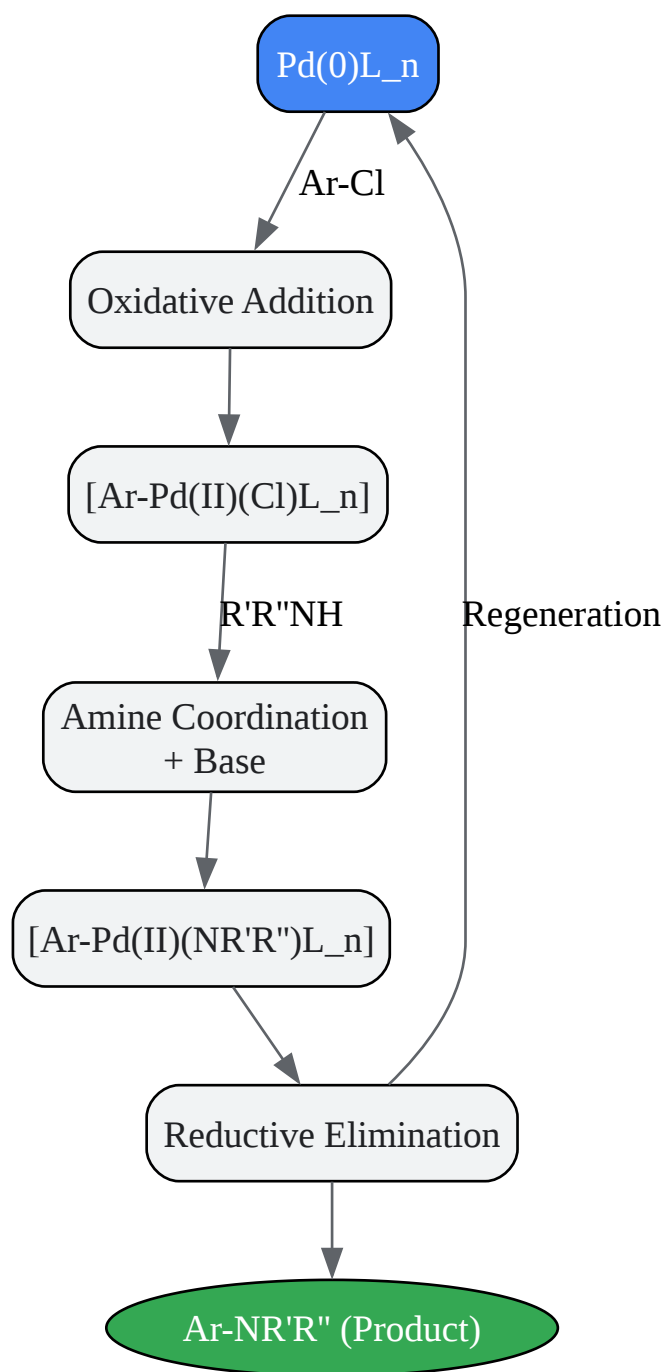 Pd(0)L_n
Ar-Cl
Oxidative Addition
[Ar-Pd(II)(Cl)L_n]
R'R''NH
Regeneration
Amine Coordination
+ Base
[Ar-Pd(II)(NR'R'')L_n]
Reductive Elimination
Ar-NR'R'' (Product)